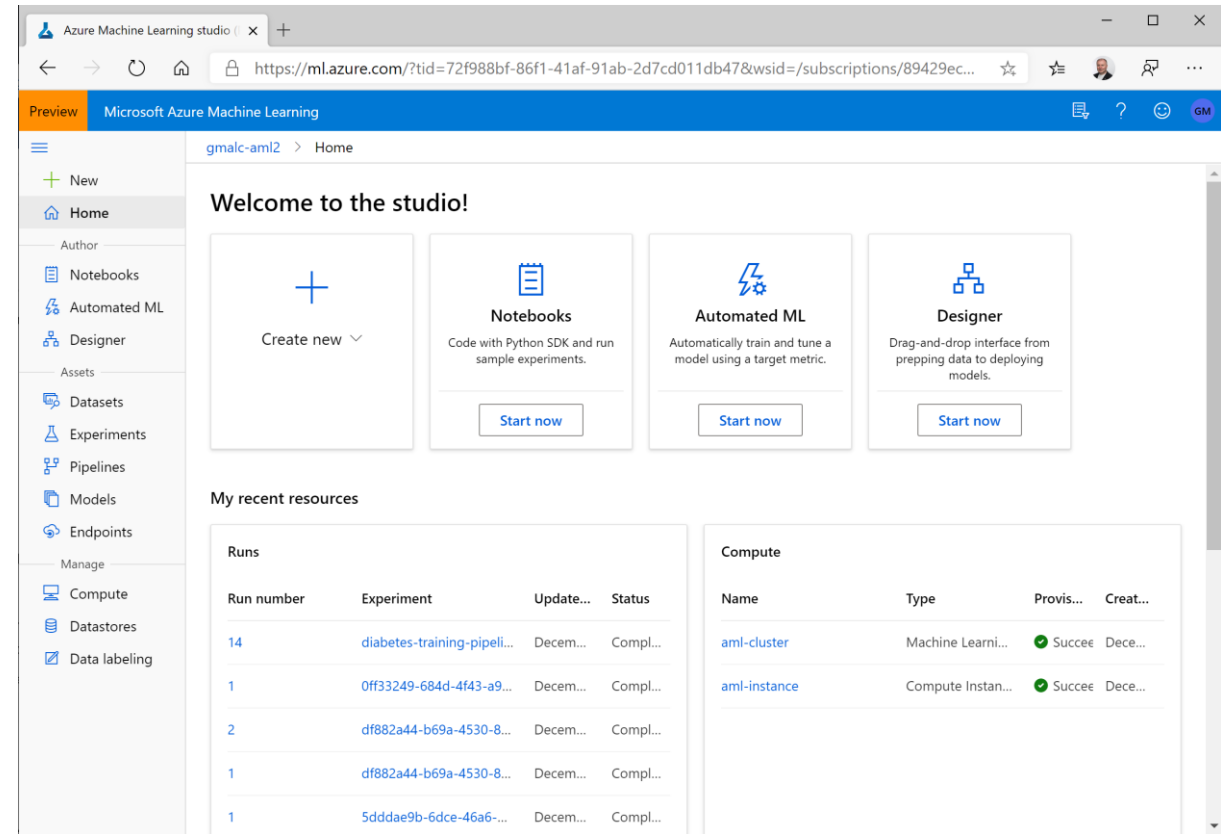 Azure Machine Learning studio (
https://ml.azure.com/?tid=72f988bf-86f1-41af-91ab-2d7cd011db47&wsid=/subscriptions/89429ec...
Preview
Microsoft Azure Machine Learning
GM
gmalc-aml2 > Home
New
Home
Author
Notebooks
Automated ML
Designer
Assets
Datasets
Experiments
Pipelines
Models
Endpoints
Manage
Compute
Datastores
Data labeling
Welcome to the studio!
Create new
Notebooks
Code with Python SDK and run
sample experiments.
Start now
Automated ML
Automatically train and tune a
model using a target metric.
Start now
Designer
Drag-and-drop interface from
prepping data to deploying
models.
Start now
My recent resources
Runs
Run number Experiment Update... Status
14 diabetes-training-pipeli... Decem... Compl...
1 0ff33249-684d-4f43-a9... Decem... Compl...
2 df882a44-b69a-4530-8... Decem... Compl...
1 df882a44-b69a-4530-8... Decem... Compl...
1 5dddae9b-6dce-46a6-... Decem... Compl...
Compute
Name Type Provis... Creat...
aml-cluster Machine Learni... Succee Dece...
aml-instance Compute Instan... Succee Dece...